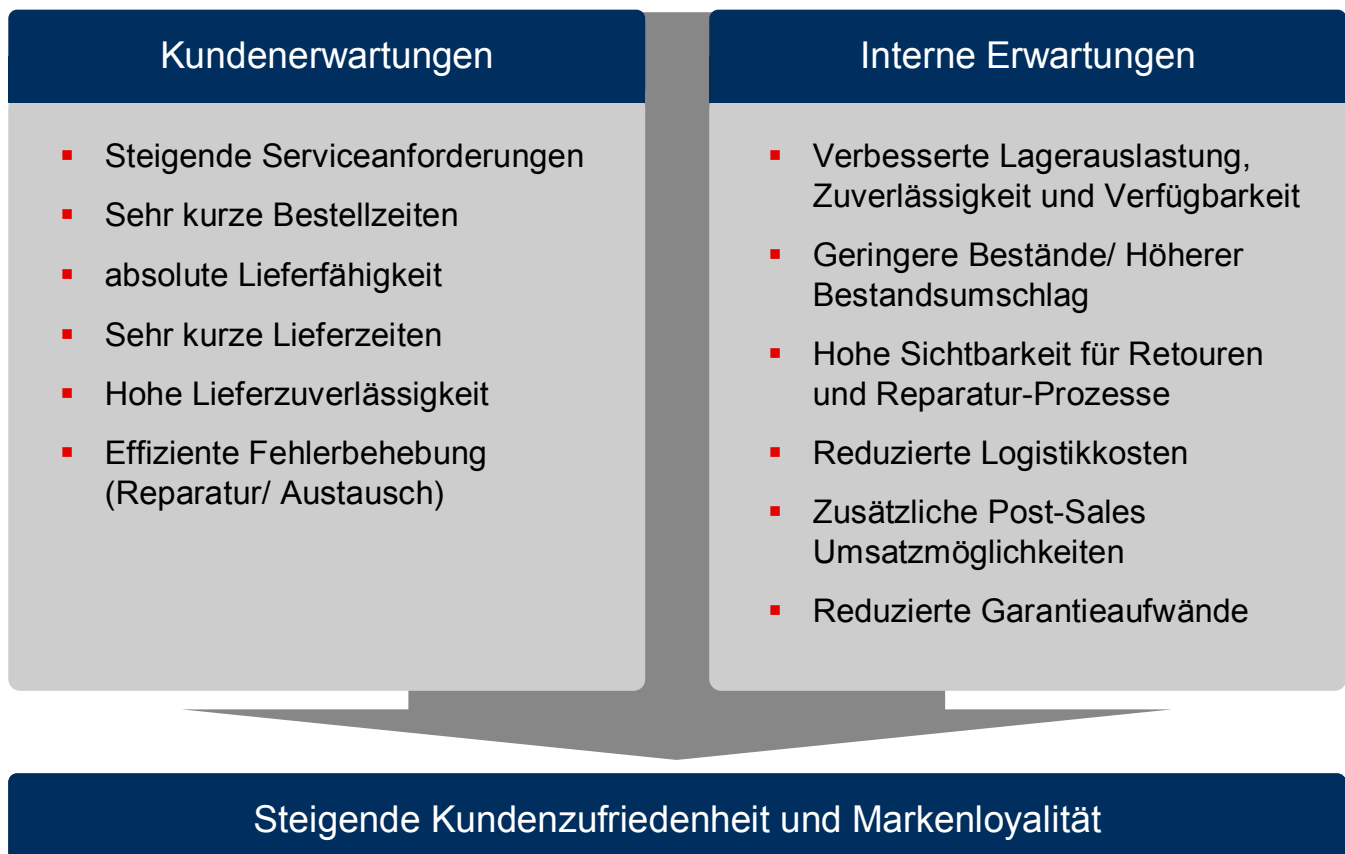 Kundenerwartungen
Steigende Serviceanforderungen
Sehr kurze Bestellzeiten
absolute Lieferfähigkeit
Sehr kurze Lieferzeiten
Hohe Lieferzuverlässigkeit
Effiziente Fehlerbehebung
(Reparatur/ Austausch)
Interne Erwartungen
Verbesserte Lagerauslastung,
Zuverlässigkeit und Verfügbarkeit
Geringere Bestände/ Höherer
Bestandsumschlag
Hohe Sichtbarkeit für Retouren
und Reparatur-Prozesse
Reduzierte Logistikkosten
Zusätzliche Post-Sales
Umsatzmöglichkeiten
Reduzierte Garantieaufwände
Steigende Kundenzufriedenheit und Markenloyalität